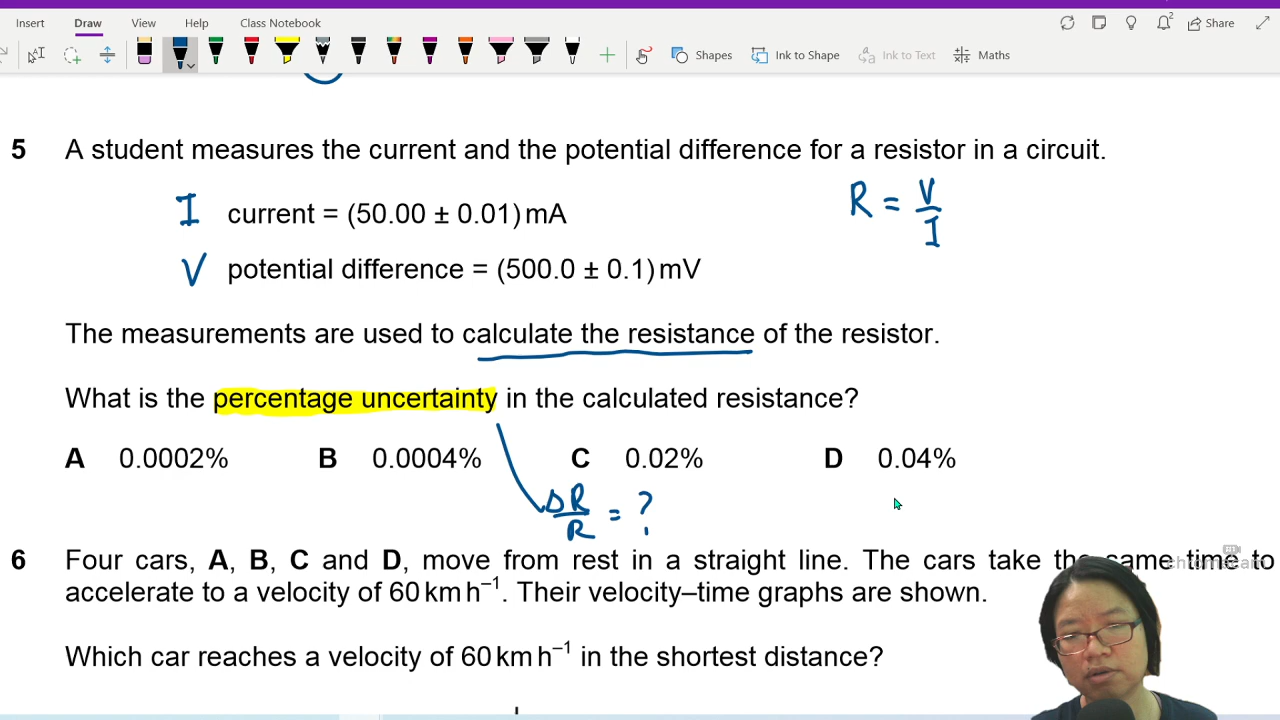 Insert Draw View Help Class Notebook Share
Shapes Ink to Shape Ink to Text Maths
5 A student measures the current and the potential difference for a resistor in a circuit.
I current = (50.00 ± 0.01) mA
R = V/I
V potential difference = (500.0 ± 0.1) mV
The measurements are used to calculate the resistance of the resistor.
What is the percentage uncertainty in the calculated resistance?
A 0.0002% B 0.0004% C 0.02% D 0.04%
ΔR/R = ?
6 Four cars, A, B, C and D, move from rest in a straight line. The cars take the same time to
accelerate to a velocity of 60 km h⁻¹. Their velocity–time graphs are shown.
Which car reaches a velocity of 60 km h⁻¹ in the shortest distance?